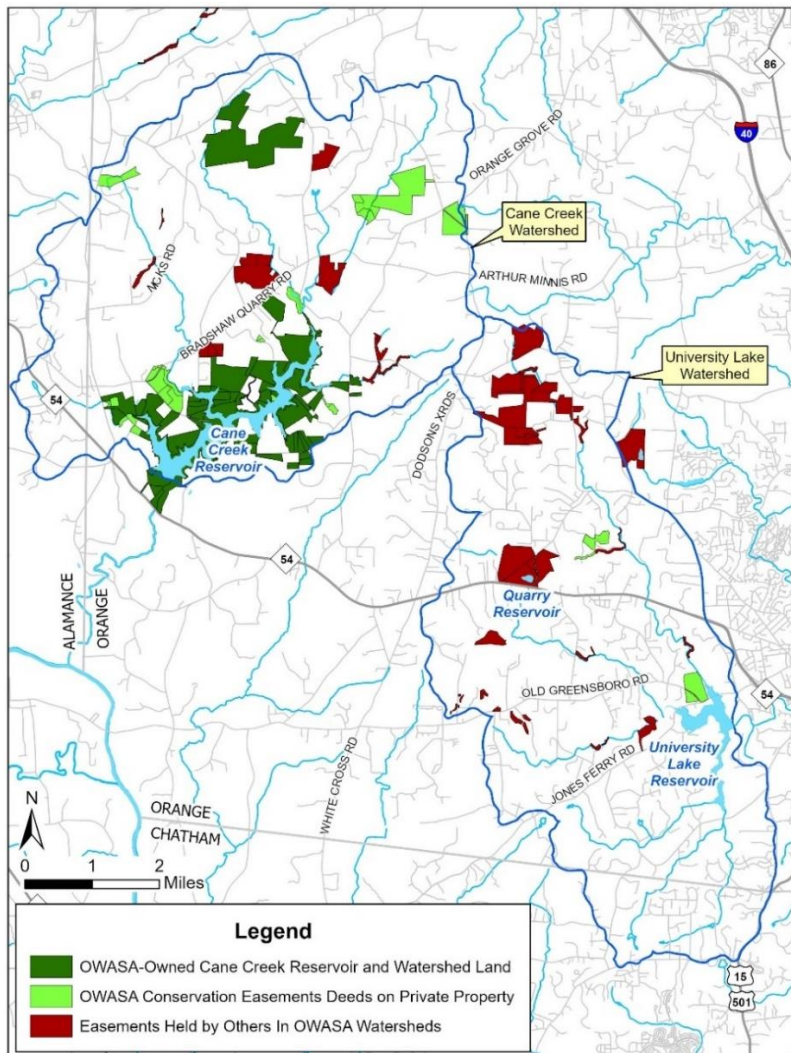 86
ORANGE GROVE RD
40
Cane Creek
Watershed
ARTHUR MINNIS RD
BRADSHAW QUARRY RD
University Lake
Watershed
54
DODSONS XRDS
Cane
Creek
Reservoir
54
ALAMANCE
ORANGE
Quarry
Reservoir
OLD GREENSBORO RD
54
University
Lake
Reservoir
JONES FERRY RD
WHITE CROSS RD
ORANGE
CHATHAM
N
0 1 2
Miles
Legend
OWASA-Owned Cane Creek Reservoir and Watershed Land
OWASA Conservation Easements Deeds on Private Property
Easements Held by Others In OWASA Watersheds
15
501